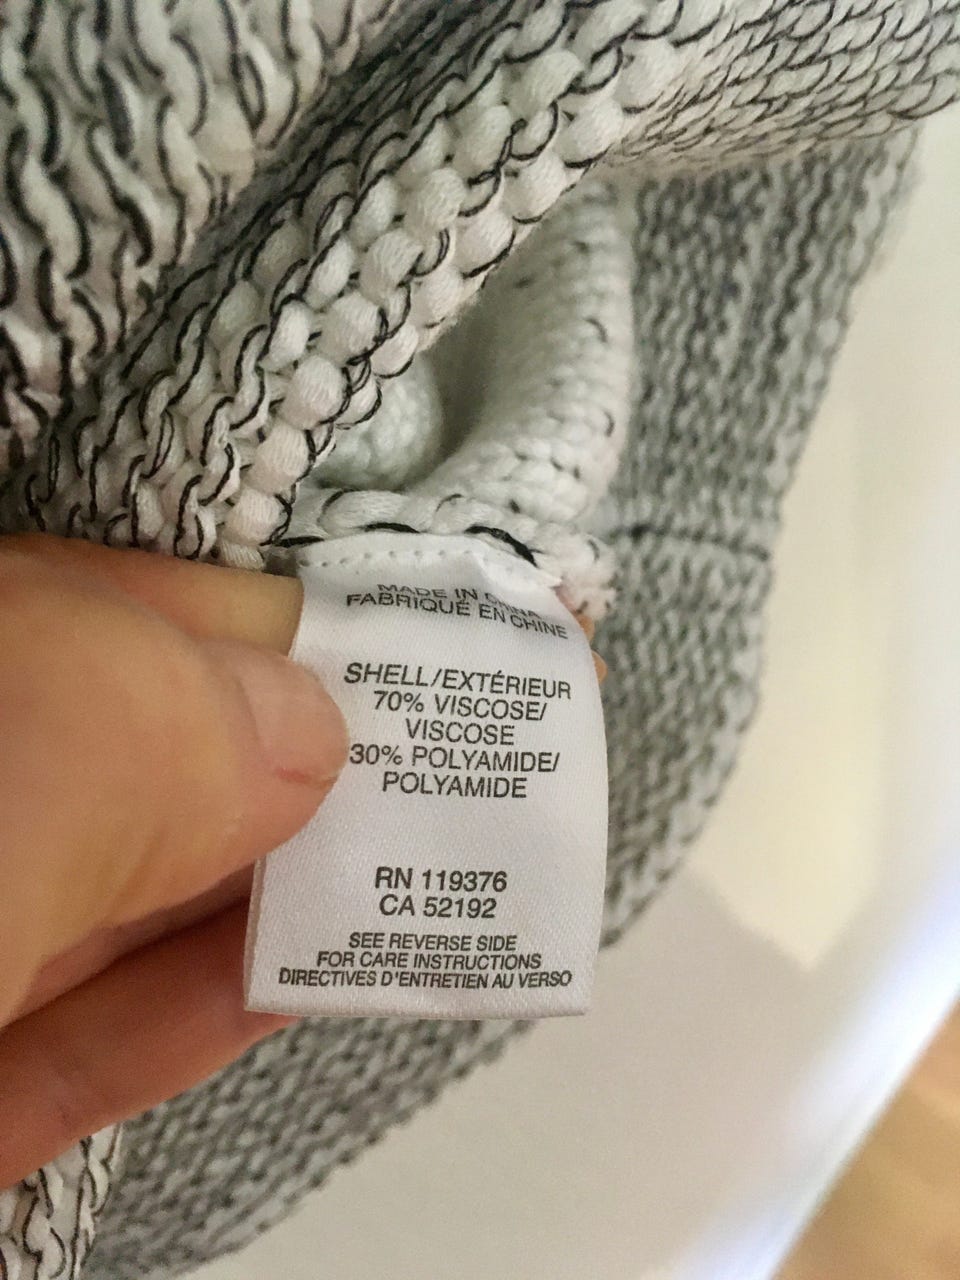 MADE IN CHINA
FABRIQUÉ EN CHINE
SHELL/EXTÉRIEUR
70% VISCOSE/
VISCOSE
30% POLYAMIDE/
POLYAMIDE
RN 119376
CA 52192
SEE REVERSE SIDE
FOR CARE INSTRUCTIONS
DIRECTIVES D'ENTRETIEN AU VERSO